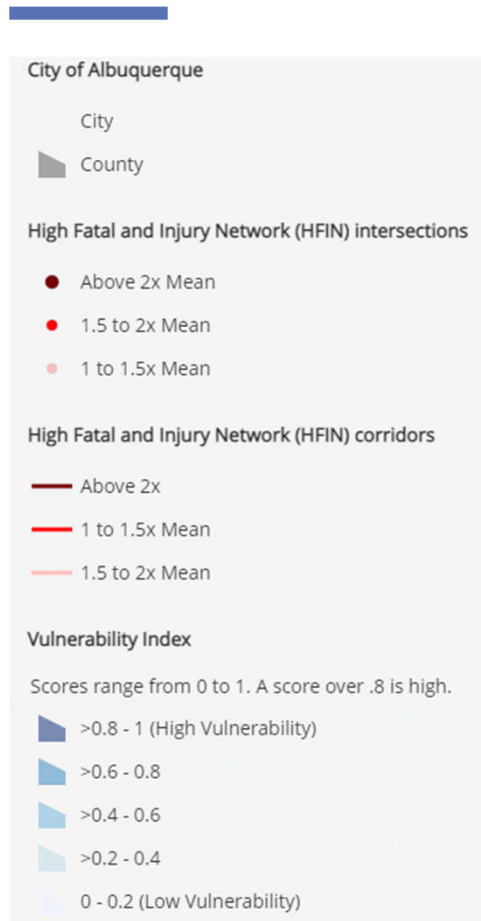 City of Albuquerque
City
County
High Fatal and Injury Network (HFIN) intersections
Above 2x Mean
1.5 to 2x Mean
1 to 1.5x Mean
High Fatal and Injury Network (HFIN) corridors
Above 2x
1 to 1.5x Mean
1.5 to 2x Mean
Vulnerability Index
Scores range from 0 to 1. A score over .8 is high.
>0.8 - 1 (High Vulnerability)
>0.6 - 0.8
>0.4 - 0.6
>0.2 - 0.4
0 - 0.2 (Low Vulnerability)